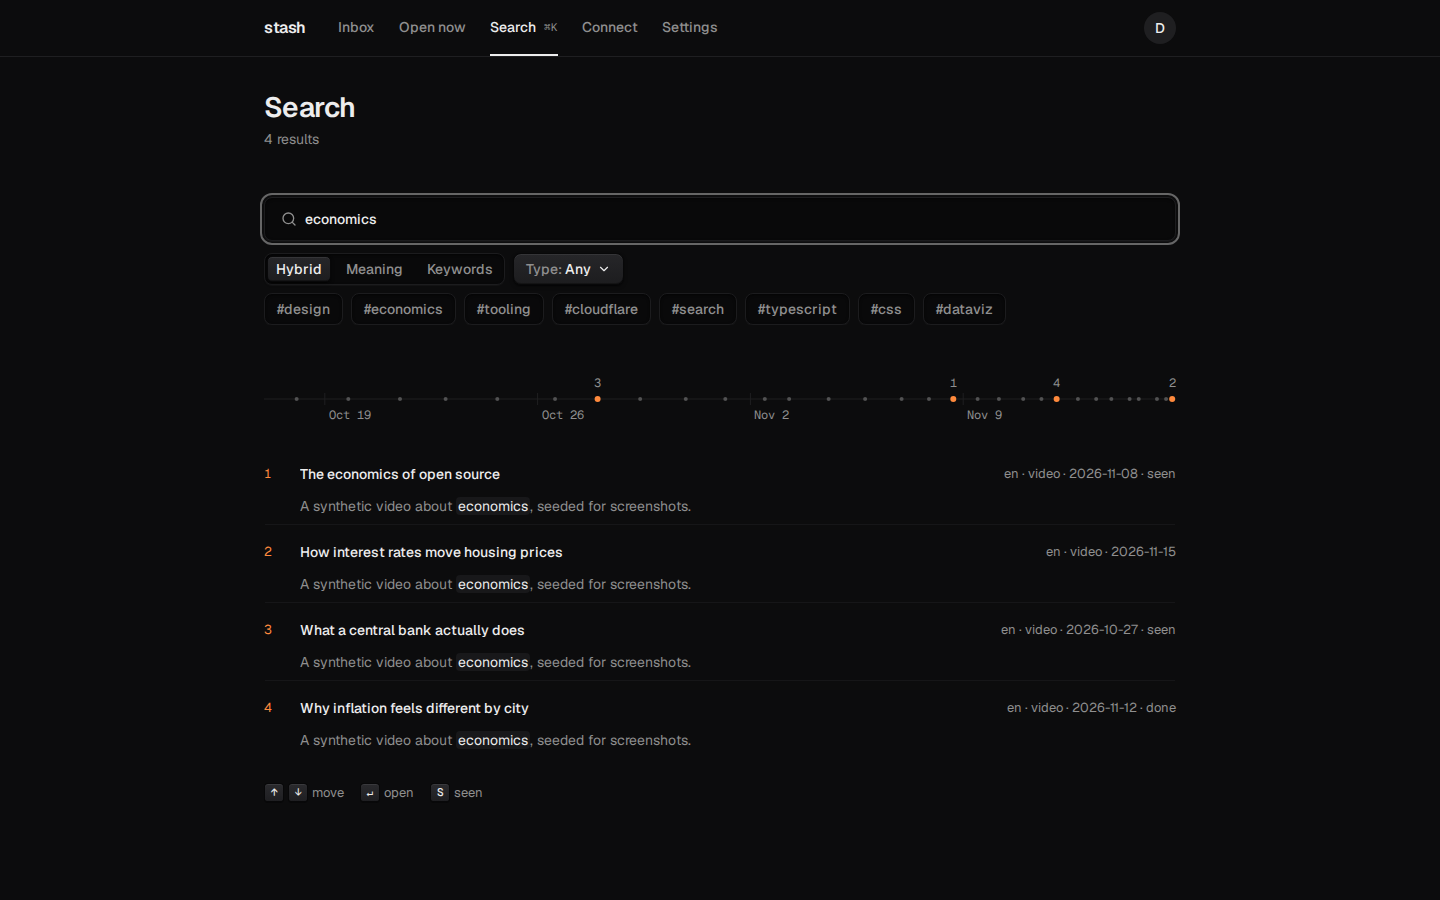 stash Inbox Open now Search ⌘K Connect Settings D
Search
4 results
economics
Hybrid Meaning Keywords Type: Any
#design #economics #tooling #cloudflare #search #typescript #css #dataviz
3 1 4 2
Oct 19 Oct 26 Nov 2 Nov 9
1 The economics of open source en · video · 2026-11-08 · seen
A synthetic video about economics, seeded for screenshots.
2 How interest rates move housing prices en · video · 2026-11-15
A synthetic video about economics, seeded for screenshots.
3 What a central bank actually does en · video · 2026-10-27 · seen
A synthetic video about economics, seeded for screenshots.
4 Why inflation feels different by city en · video · 2026-11-12 · done
A synthetic video about economics, seeded for screenshots.
↑ ↓ move ↵ open S seen